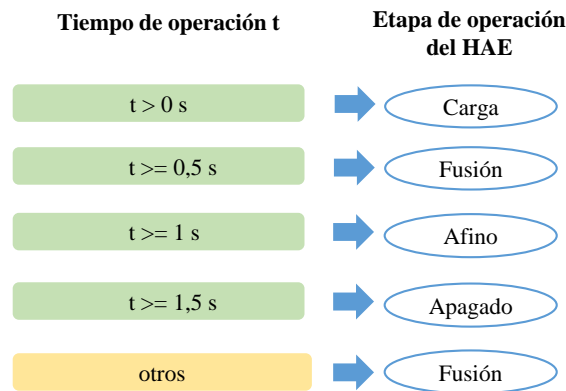 Tiempo de operación t
Etapa de operación
del HAE
t > 0 s
Carga
t >= 0,5 s
Fusión
t >= 1 s
Afino
t >= 1,5 s
Apagado
otros
Fusión